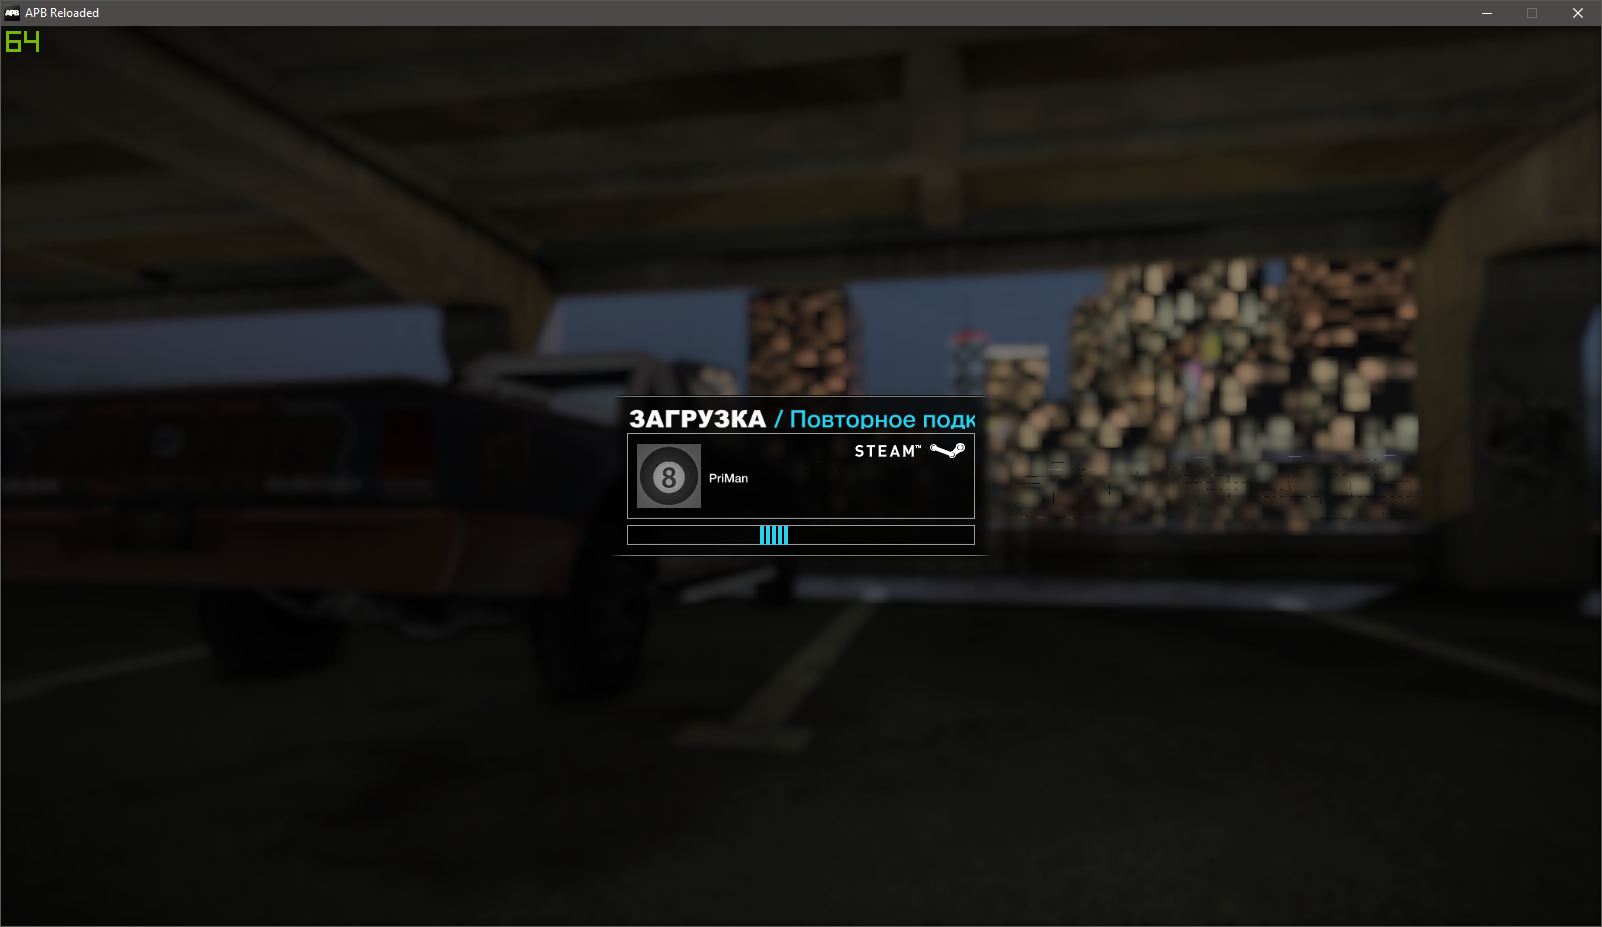 APB Reloaded
64
ЗАГРУЗКА / Повторное подк
STEAM™
8
PriMan